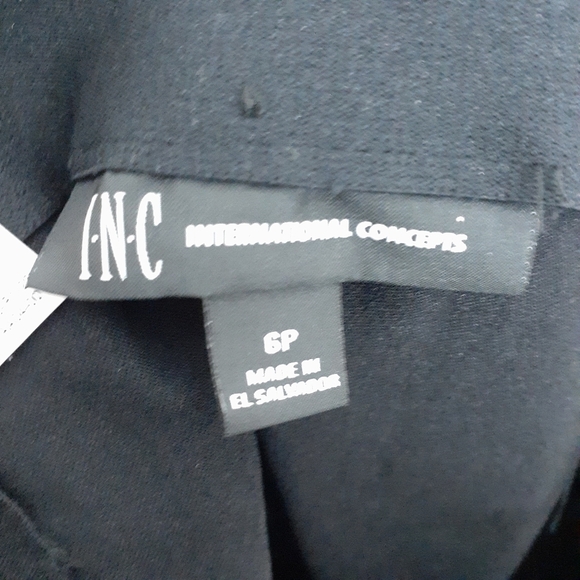 I·N·C INTERNATIONAL CONCEPTS
6P
MADE IN
EL SALVADOR